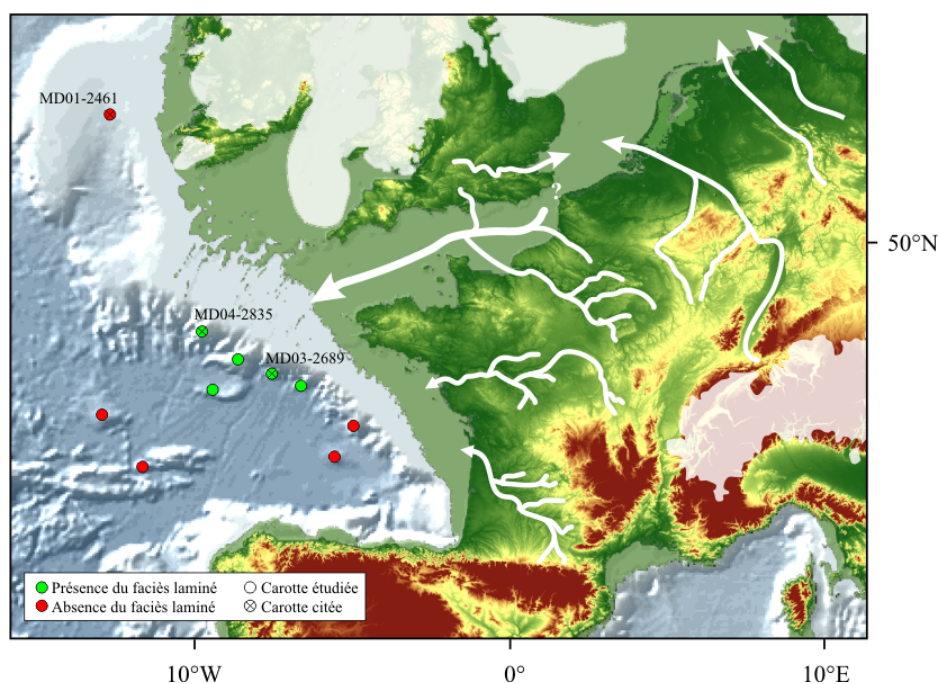 MD01-2461
?
50°N
MD04-2835
MD03-2689
Présence du faciès laminé
Carotte étudiée
Absence du faciès laminé
Carotte citée
10°W
0°
10°E